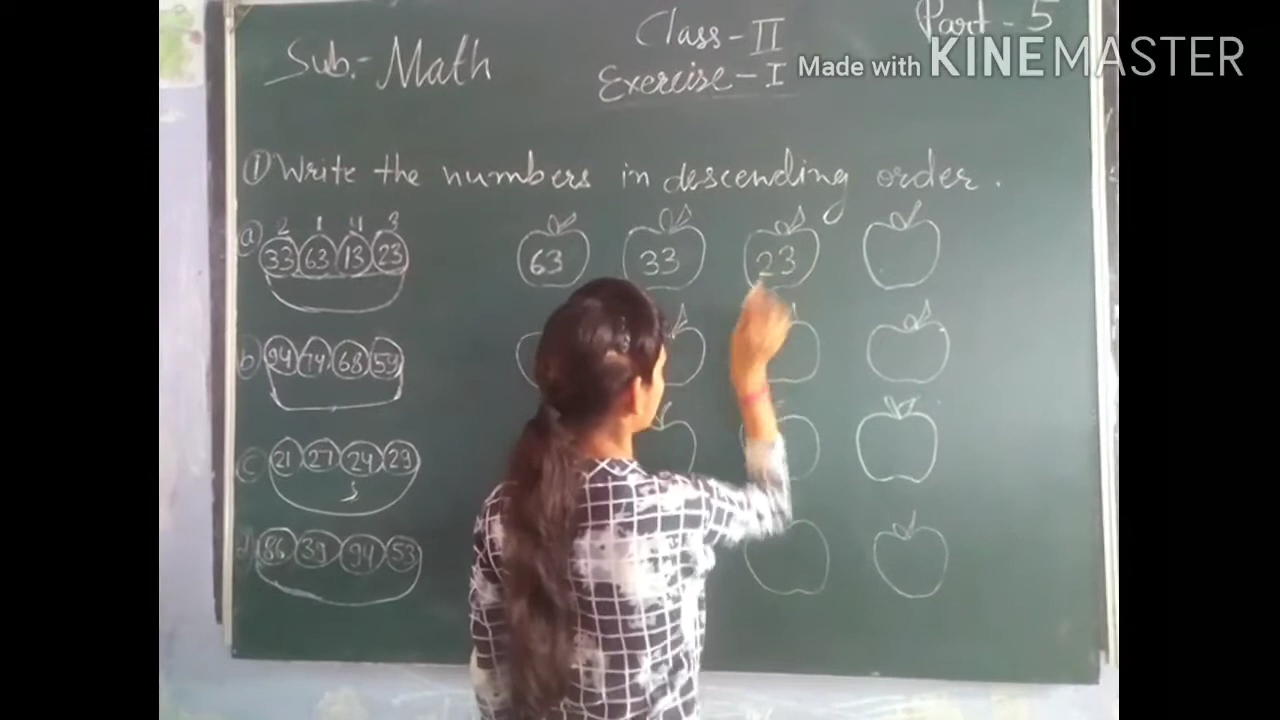 Part - 5
Class - II
Sub.- Math
Exercise - I
Made with KINEMASTER
① Write the numbers in descending order.
2 1 4 3
a 33 63 13 23 63 33 23
b 94 74 68 59
c 21 27 24 29
d 86 39 94 53